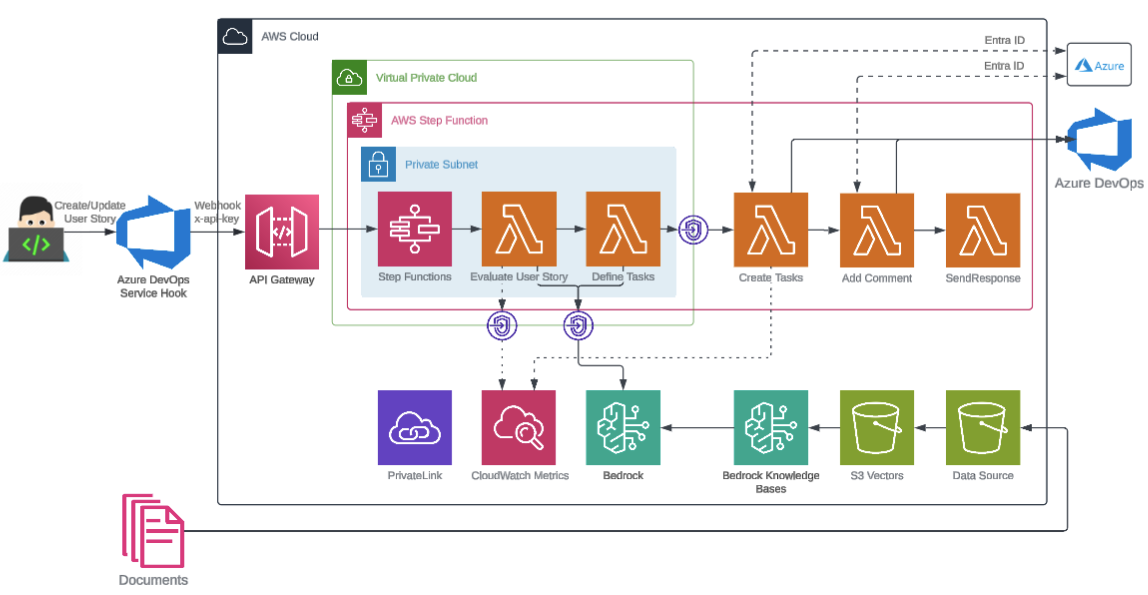 AWS Cloud
Entra ID
Entra ID
Azure
Virtual Private Cloud
AWS Step Function
Private Subnet
Azure DevOps
Create/Update
User Story
Webhook
x-api-key
</>
</>
Azure DevOps
Service Hook
API Gateway
Step Functions
Evaluate User Story
Define Tasks
Create Tasks
Add Comment
SendResponse
PrivateLink
CloudWatch Metrics
Bedrock
Bedrock Knowledge
Bases
S3 Vectors
Data Source
Documents